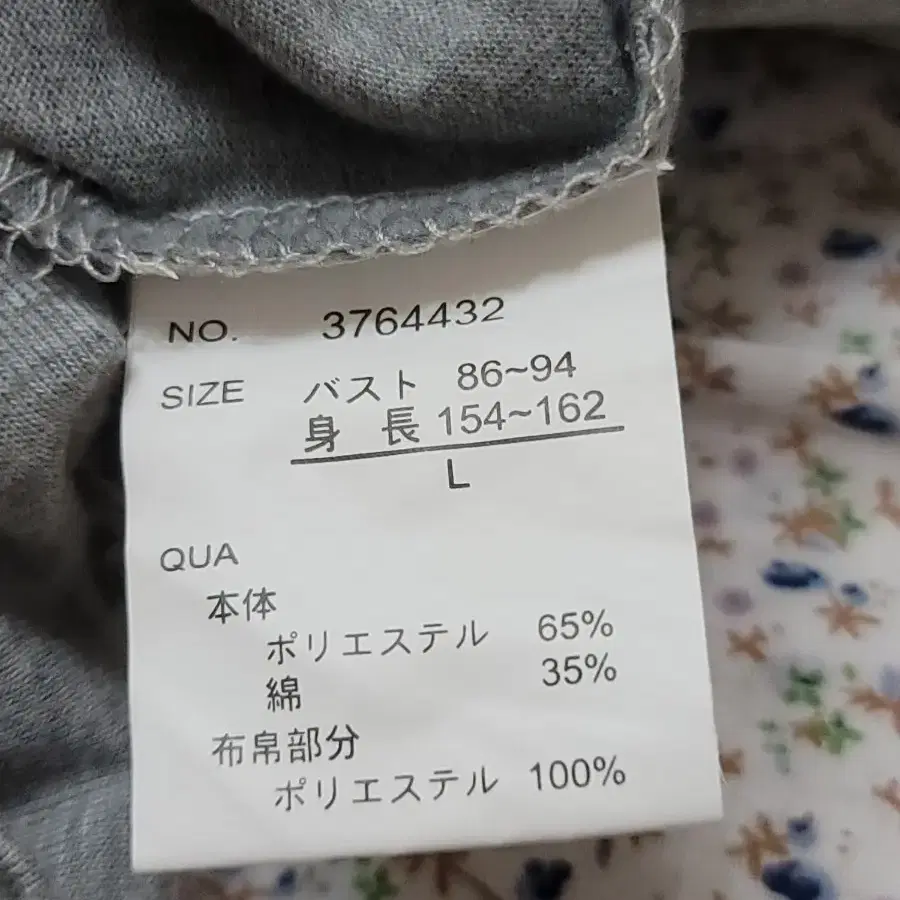 NO. 3764432
SIZE バスト 86~94
身 長 154~162
L
QUA
本体
ポリエステル 65%
綿 35%
布帛部分
ポリエステル 100%